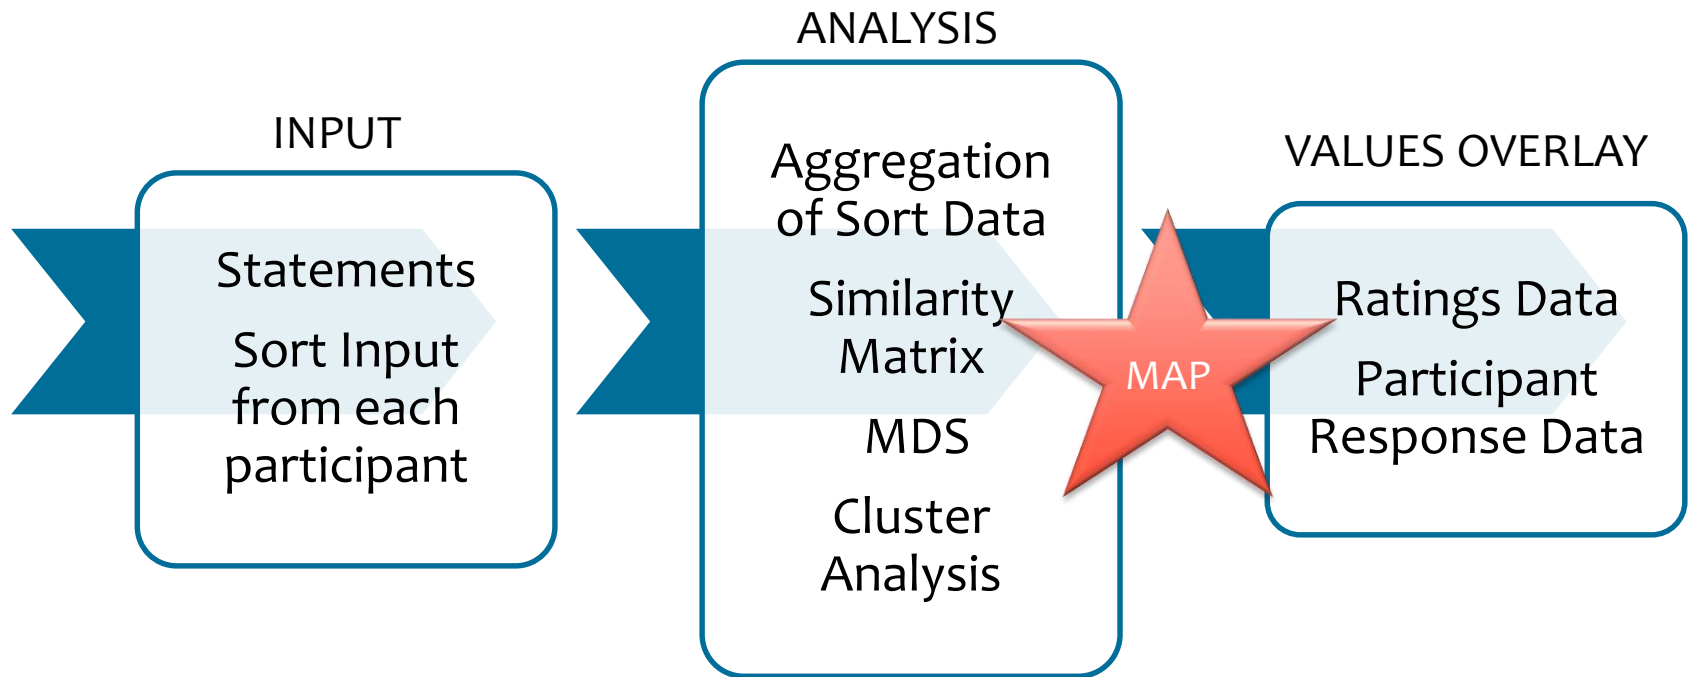 INPUT
Statements
Sort Input
from each
participant
ANALYSIS
Aggregation
of Sort Data
Similarity
Matrix
MDS
Cluster
Analysis
MAP
VALUES OVERLAY
Ratings Data
Participant
Response Data